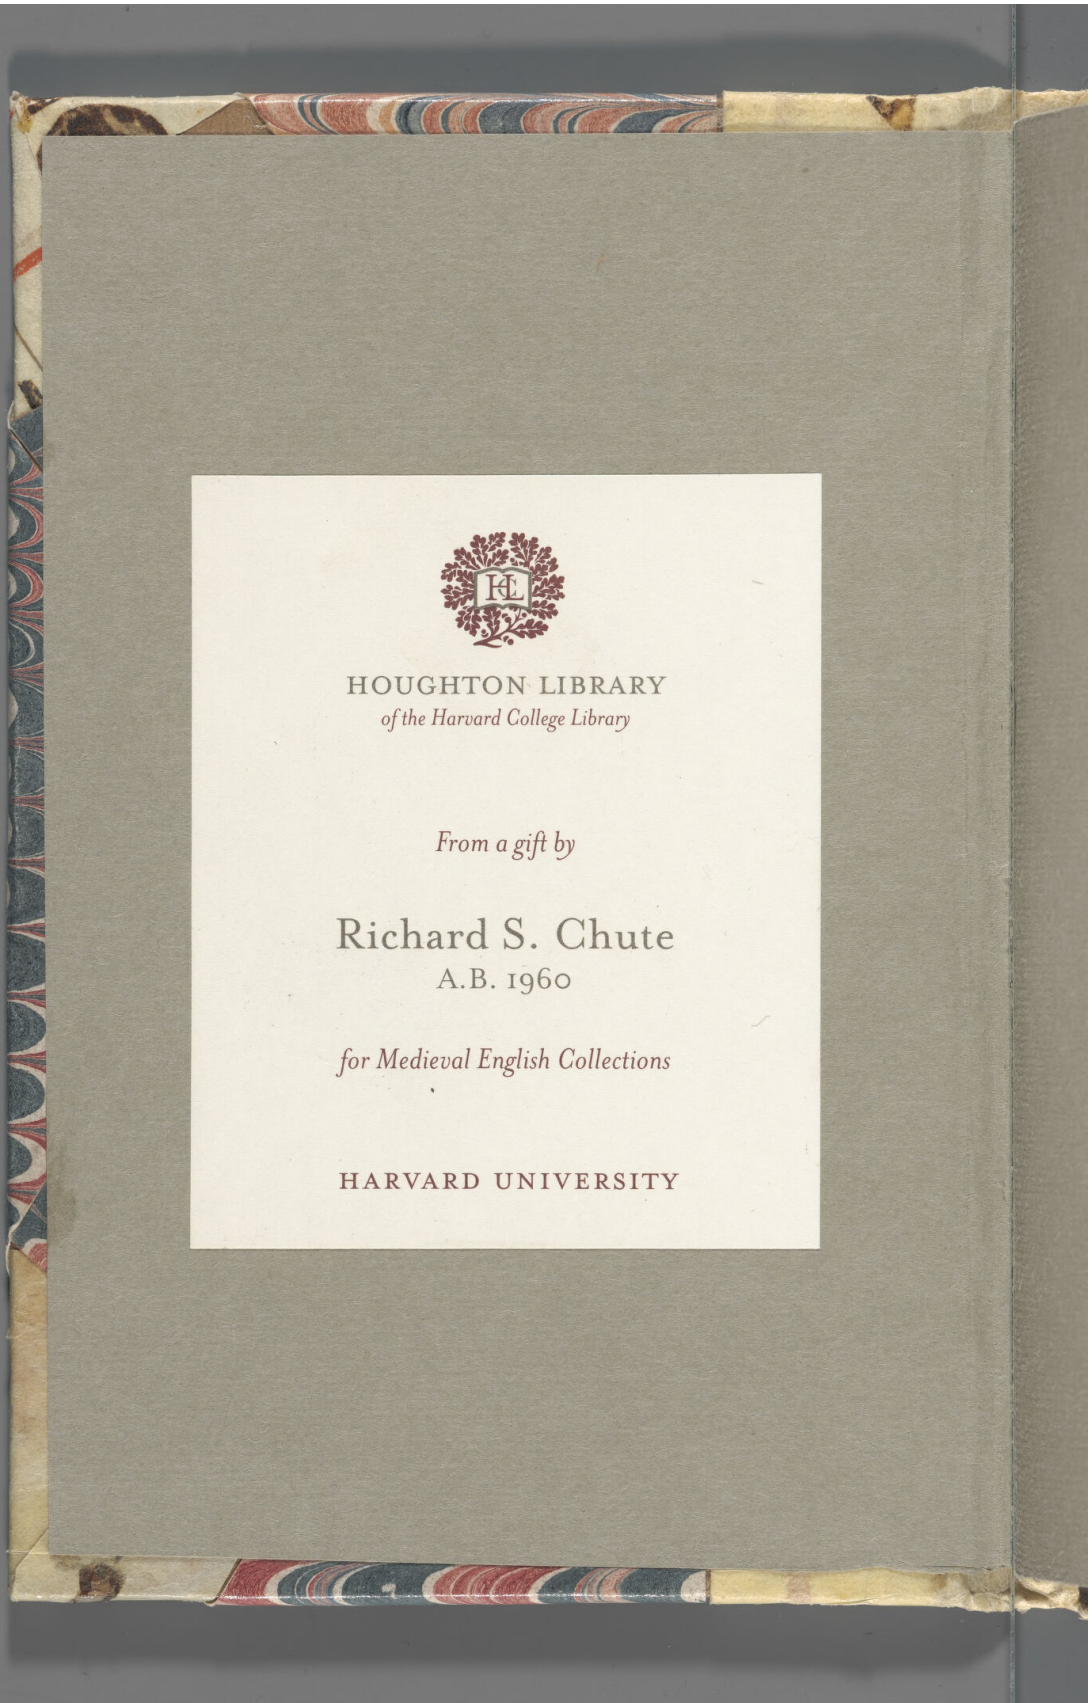 HCL
HOUGHTON LIBRARY
of the Harvard College Library
From a gift by
Richard S. Chute
A.B. 1960
for Medieval English Collections
HARVARD UNIVERSITY